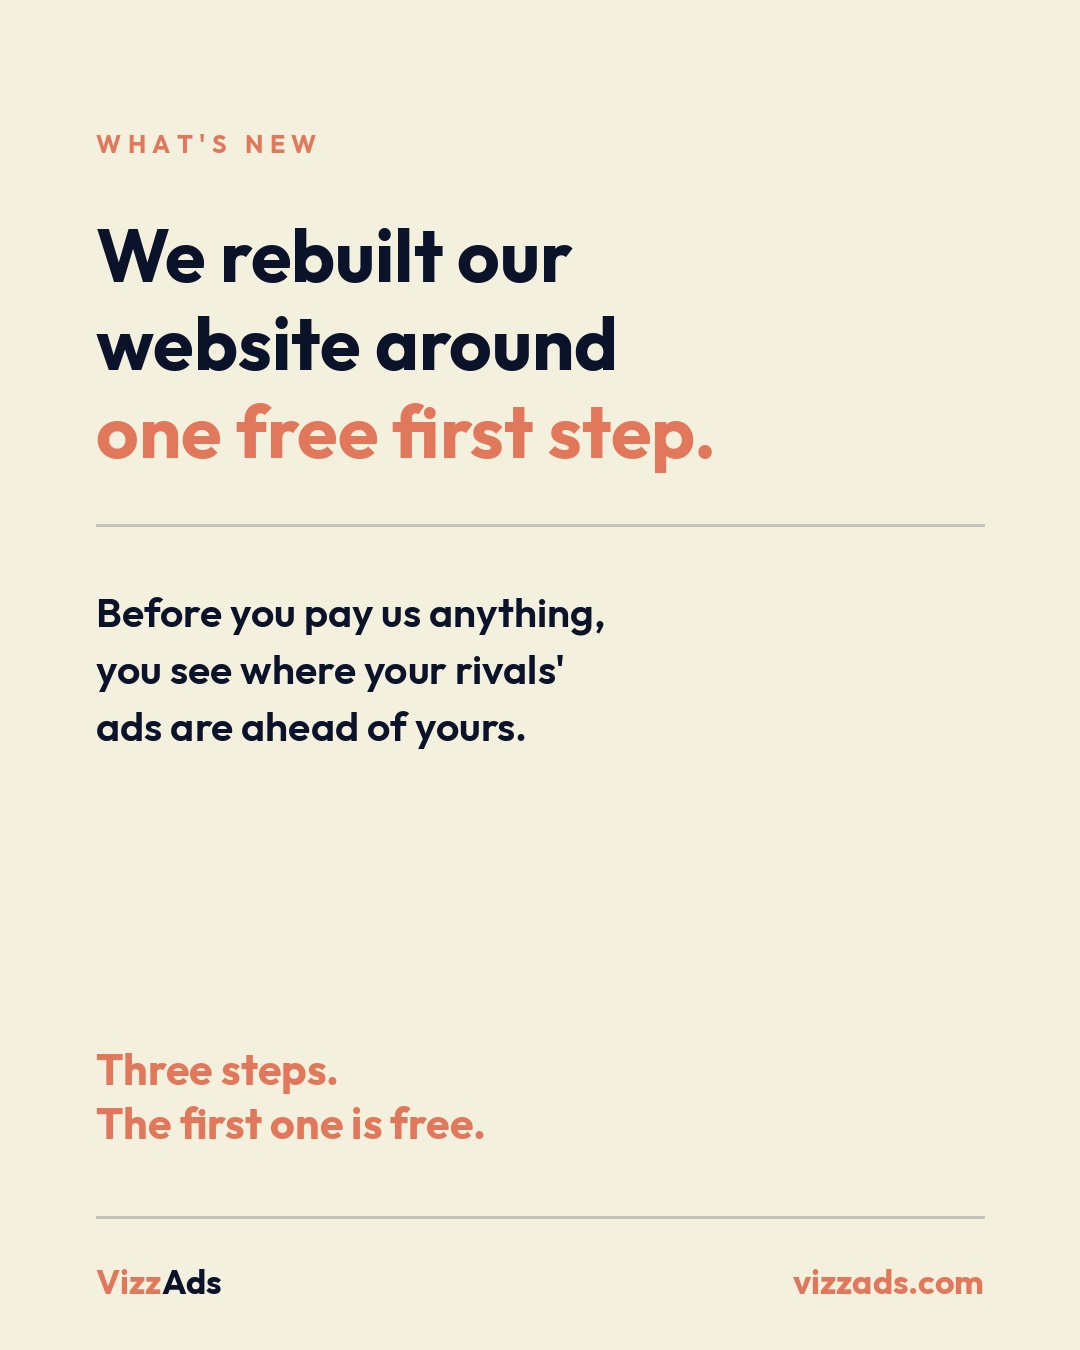 WHAT'S NEW
We rebuilt our
website around
one free first step.
Before you pay us anything,
you see where your rivals'
ads are ahead of yours.
Three steps.
The first one is free.
VizzAds
vizzads.com